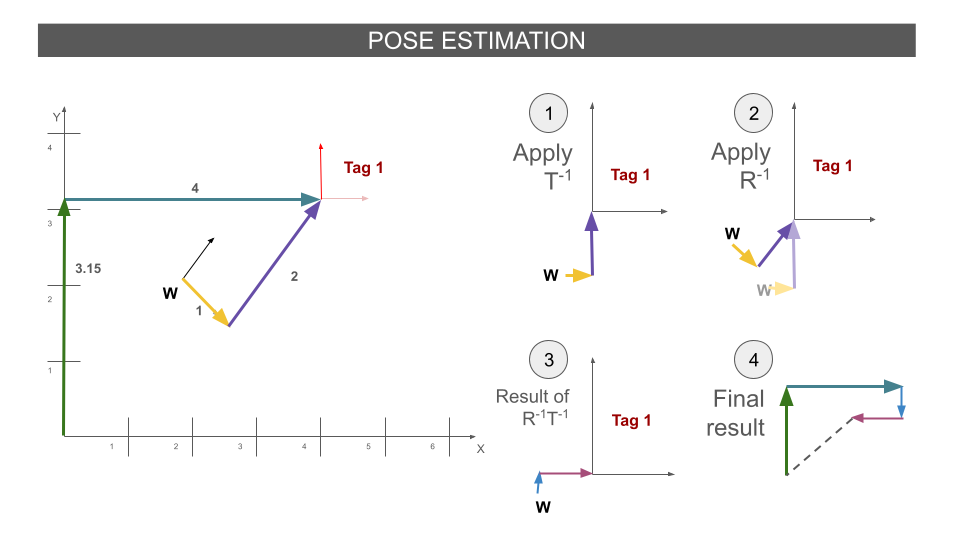 POSE ESTIMATION
Y
4
3
2
1
3.15
4
Tag 1
2
1
W
1
2
3
4
5
6
X
1
Apply
T⁻¹
Tag 1
W
2
Apply
R⁻¹
Tag 1
W
W
3
Result of
R⁻¹T⁻¹
Tag 1
W
4
Final
result